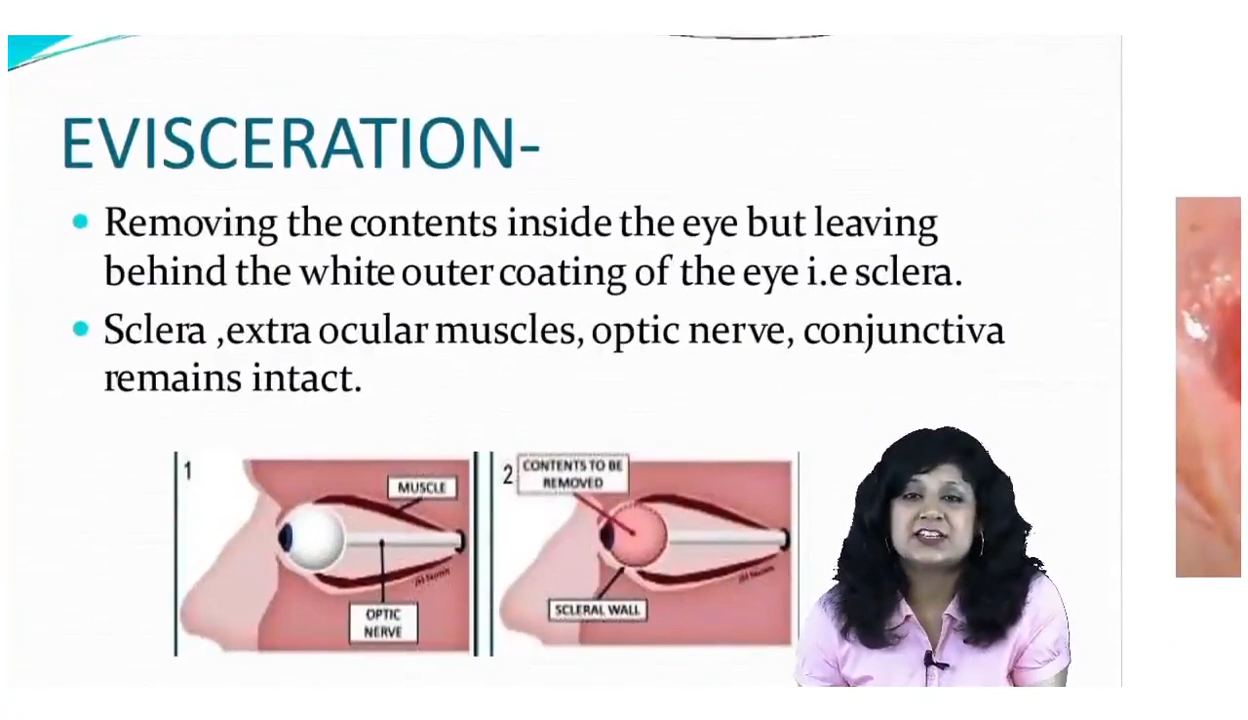 EVISCERATION-
• Removing the contents inside the eye but leaving
behind the white outer coating of the eye i.e sclera.
• Sclera ,extra ocular muscles, optic nerve, conjunctiva
remains intact.
1
MUSCLE
OPTIC
NERVE
2
CONTENTS TO BE
REMOVED
SCLERAL WALL